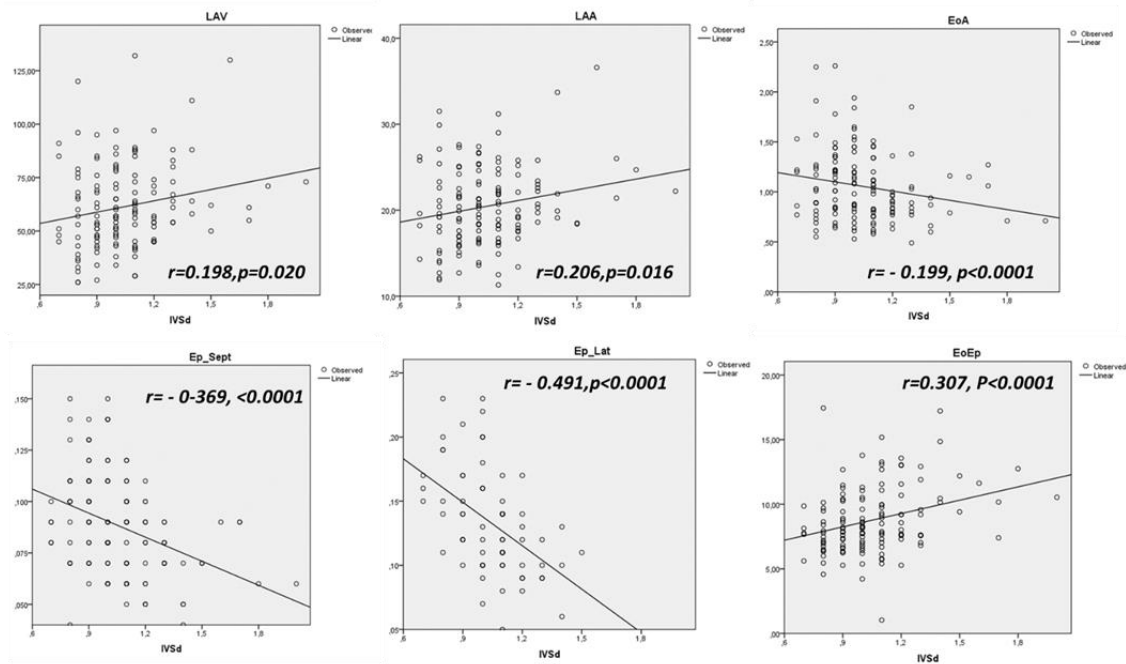 LAV
○ Observed
— Linear
125,00
100,00
75,00
50,00
25,00
r=0.198,p=0.020
,6 ,9 1,2 1,5 1,8
IVSd
LAA
○ Observed
— Linear
40,0
30,0
20,0
10,0
,0
r=0.206,p=0.016
,6 ,9 1,2 1,5 1,8
IVSd
EoA
○ Observed
— Linear
2,50
2,00
1,50
1,00
,50
,00
r= - 0.199, p<0.0001
,6 ,9 1,2 1,5 1,8
IVSd
Ep_Sept
○ Observed
— Linear
r= - 0-369, <0.0001
,150
,125
,100
,075
,050
,6 ,9 1,2 1,5 1,8
IVSd
Ep_Lat
○ Observed
— Linear
r= - 0.491,p<0.0001
,25
,20
,15
,10
,05
,6 ,9 1,2 1,5 1,8
IVSd
EoEp
○ Observed
— Linear
r=0.307, P<0.0001
20,00
15,00
10,00
5,00
,00
,6 ,9 1,2 1,5 1,8
IVSd